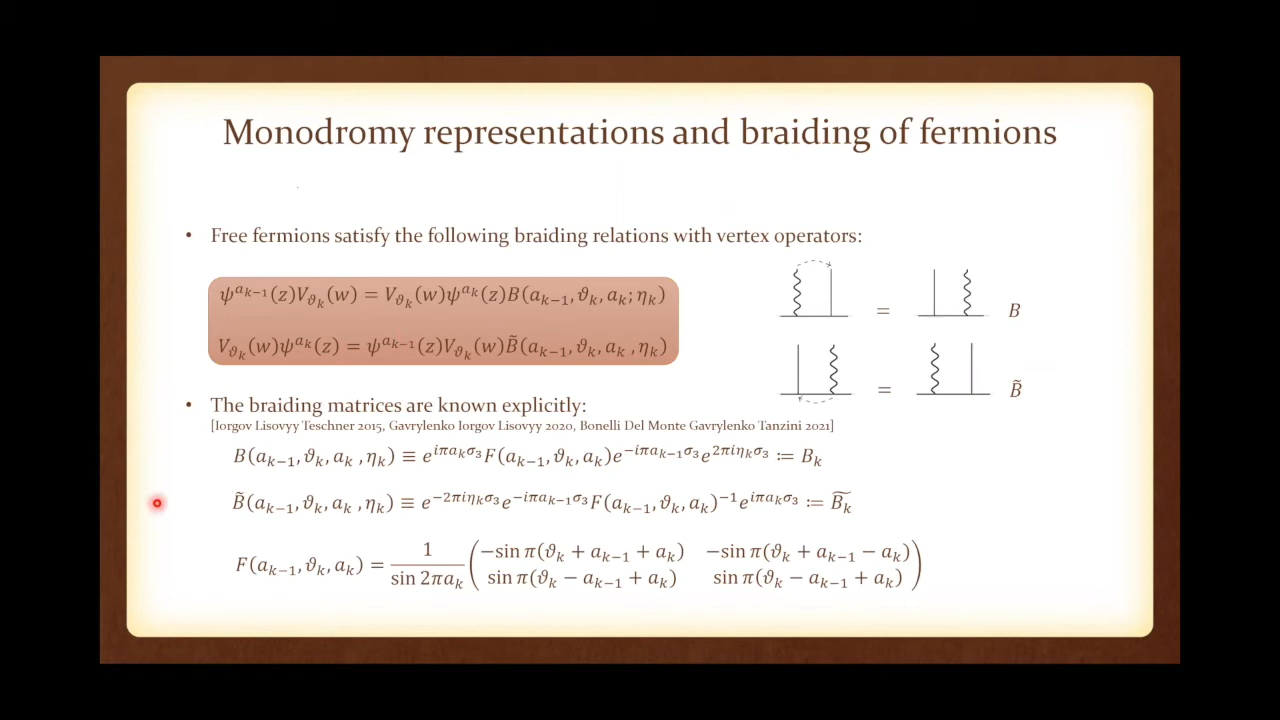 Monodromy representations and braiding of fermions
• Free fermions satisfy the following braiding relations with vertex operators:
ψ^{a_{k−1}}(z)V_{ϑ_k}(w) = V_{ϑ_k}(w)ψ^{a_k}(z)B(a_{k−1}, ϑ_k, a_k; η_k)
= B
V_{ϑ_k}(w)ψ^{a_k}(z) = ψ^{a_{k−1}}(z)V_{ϑ_k}(w)B̃(a_{k−1}, ϑ_k, a_k , η_k)
= B̃
• The braiding matrices are known explicitly:
[Iorgov Lisovyy Teschner 2015, Gavrylenko Iorgov Lisovyy 2020, Bonelli Del Monte Gavrylenko Tanzini 2021]
B(a_{k−1}, ϑ_k, a_k , η_k) ≡ e^{iπa_kσ_3}F(a_{k−1}, ϑ_k, a_k)e^{−iπa_{k−1}σ_3}e^{2πiη_kσ_3} ≔ B_k
B̃(a_{k−1}, ϑ_k, a_k , η_k) ≡ e^{−2πiη_kσ_3}e^{−iπa_{k−1}σ_3}F(a_{k−1}, ϑ_k, a_k)^{−1}e^{iπa_kσ_3} ≔ B̃_k
F(a_{k−1}, ϑ_k, a_k) = 1/(sin 2πa_k) ( −sin π(ϑ_k + a_{k−1} + a_k) −sin π(ϑ_k + a_{k−1} − a_k)
sin π(ϑ_k − a_{k−1} + a_k) sin π(ϑ_k − a_{k−1} + a_k) )